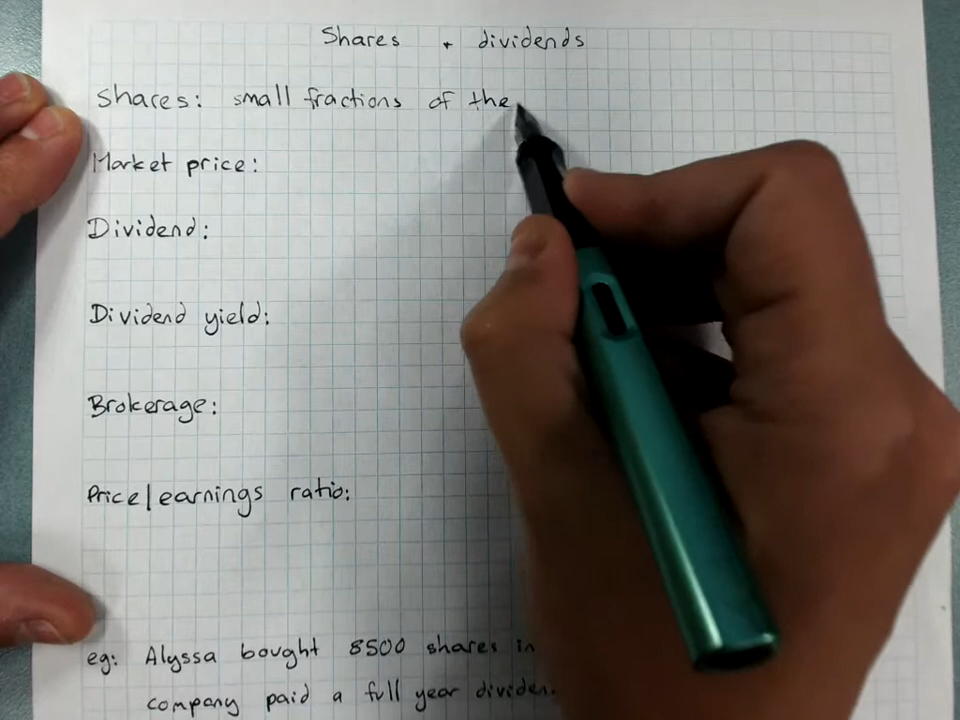 Shares + dividends
Shares: small fractions of the
Market price:
Dividend:
Dividend yield:
Brokerage:
Price/earnings ratio:
eg: Alyssa bought 8500 shares in
company paid a full year